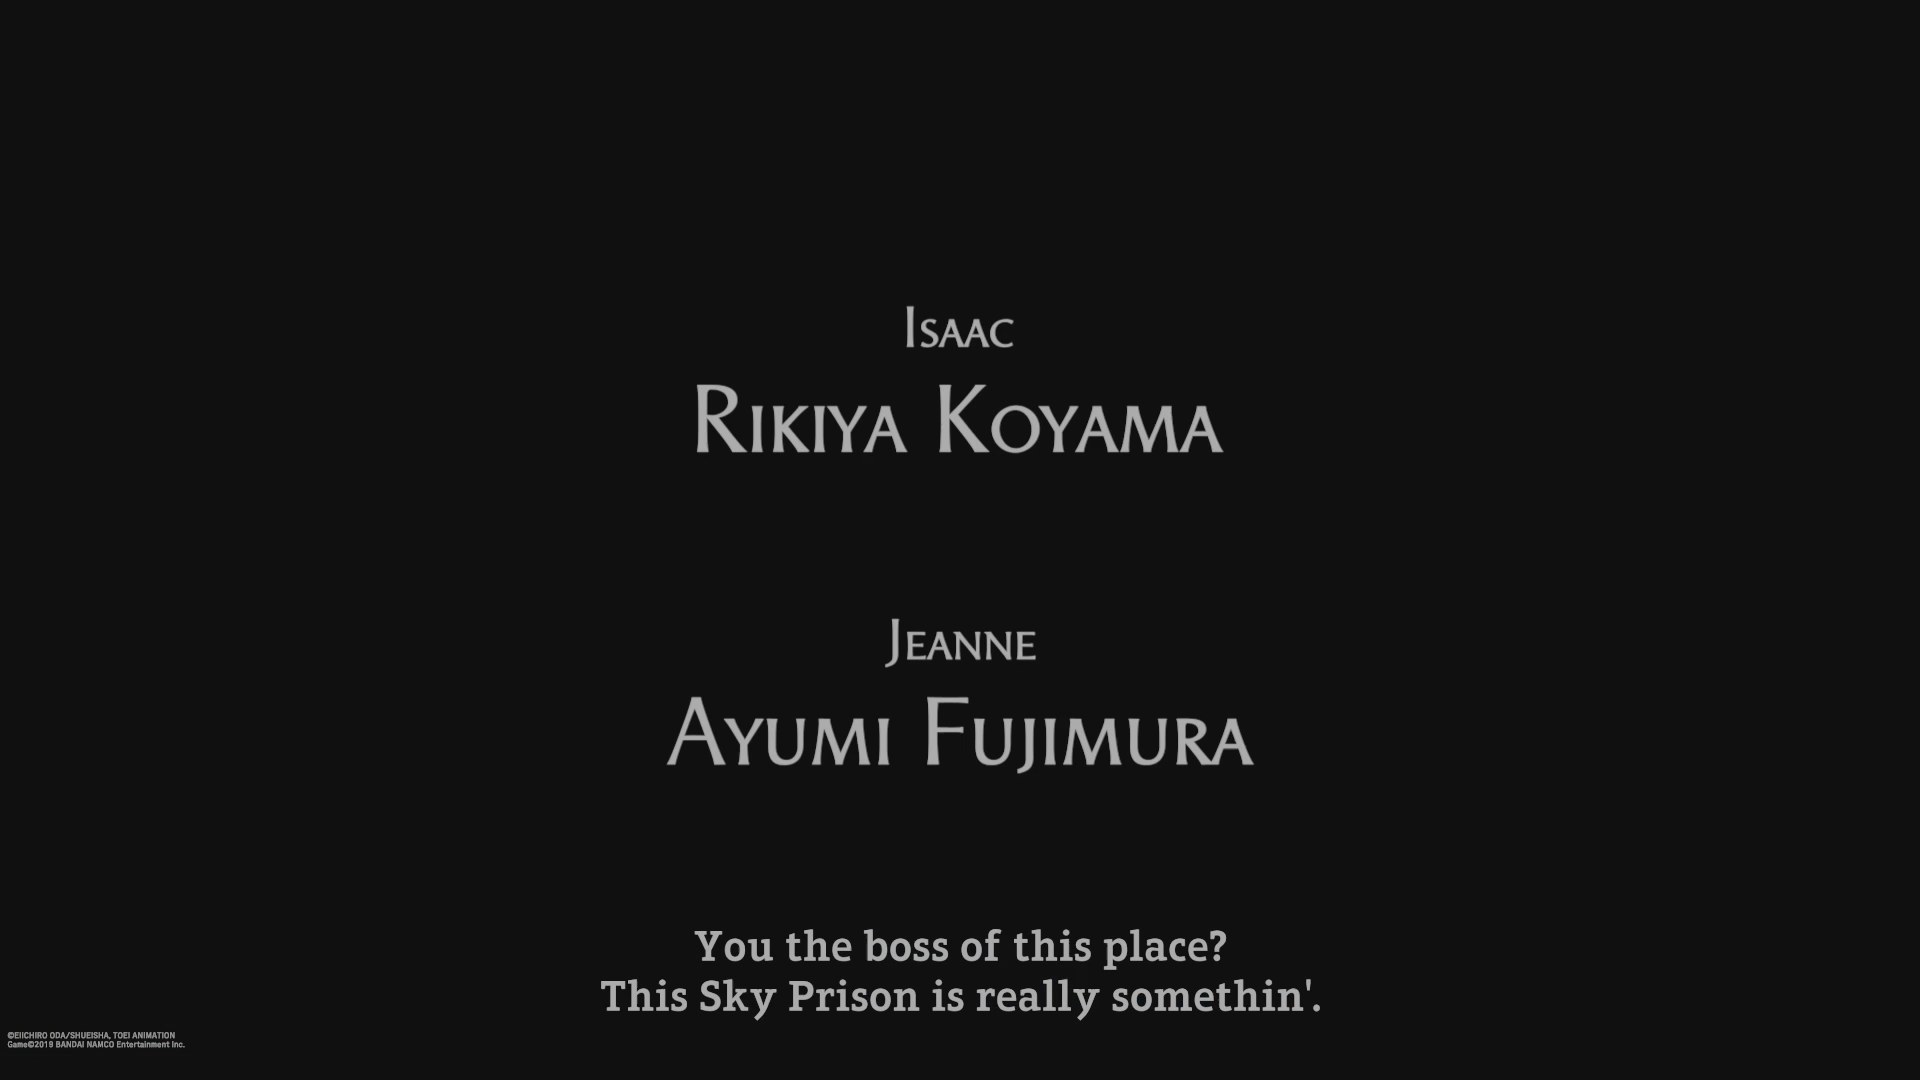 Isaac
Rikiya Koyama
Jeanne
Ayumi Fujimura
You the boss of this place?
This Sky Prison is really somethin'.
©EIICHIRO ODA/SHUEISHA, TOEI ANIMATION
Game©2019 BANDAI NAMCO Entertainment Inc.